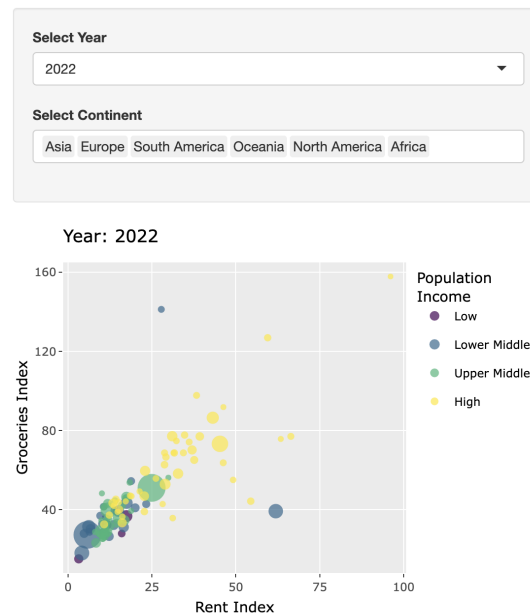 Select Year
2022
Select Continent
Asia Europe South America Oceania North America Africa
Year: 2022
160
120
80
40
0 25 50 75 100
Groceries Index
Rent Index
Population
Income
Low
Lower Middle
Upper Middle
High